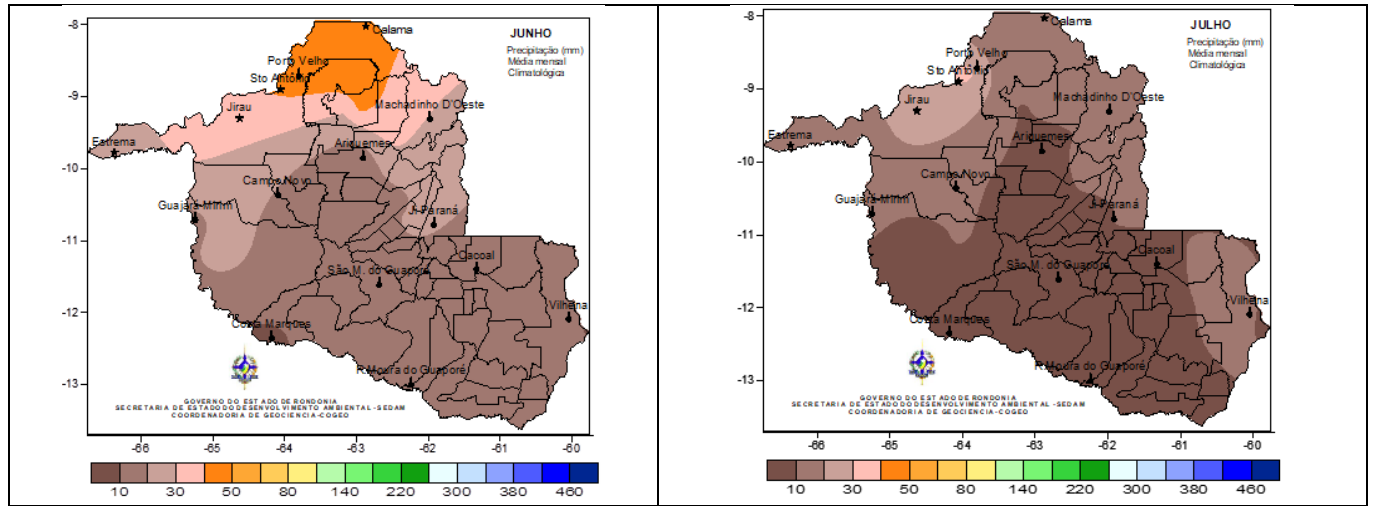 JUNHO
Precipitação (mm)
Média mensal
Climatológica
-8
-9
-10
-11
-12
-13
Calama
Porto Velho
Sto Antônio
Jirau
Machadinho D'Oeste
Estrema
Ariquemes
Campo Novo
Guajará-Mirim
Ji-Paraná
Cacoal
São M. do Guaporé
Vilhena
Costa Marques
R.Moura do Guaporé
GOVERNO DO ESTADO DE RONDONIA
SECRETARIA DE ESTADO DO DESENVOLVIMENTO AMBIENTAL -SEDAM
COORDENADORIA DE GEOCIENCIA-COGEO
-66 -65 -64 -63 -62 -61 -60
10 30 50 80 140 220 300 380 460
JULHO
Precipitação (mm)
Média mensal
Climatológica
-8
-9
-10
-11
-12
-13
Calama
Porto Velho
Sto Antônio
Jirau
Machadinho D'Oeste
Estrema
Ariquemes
Campo Novo
Guajará-Mirim
Ji-Paraná
Cacoal
São M. do Guaporé
Vilhena
Costa Marques
R.Moura do Guaporé
GOVERNO DO ESTADO DE RONDONIA
SECRETARIA DE ESTADO DO DESENVOLVIMENTO AMBIENTAL -SEDAM
COORDENADORIA DE GEOCIENCIA-COGEO
-66 -65 -64 -63 -62 -61 -60
10 30 50 80 140 220 300 380 460